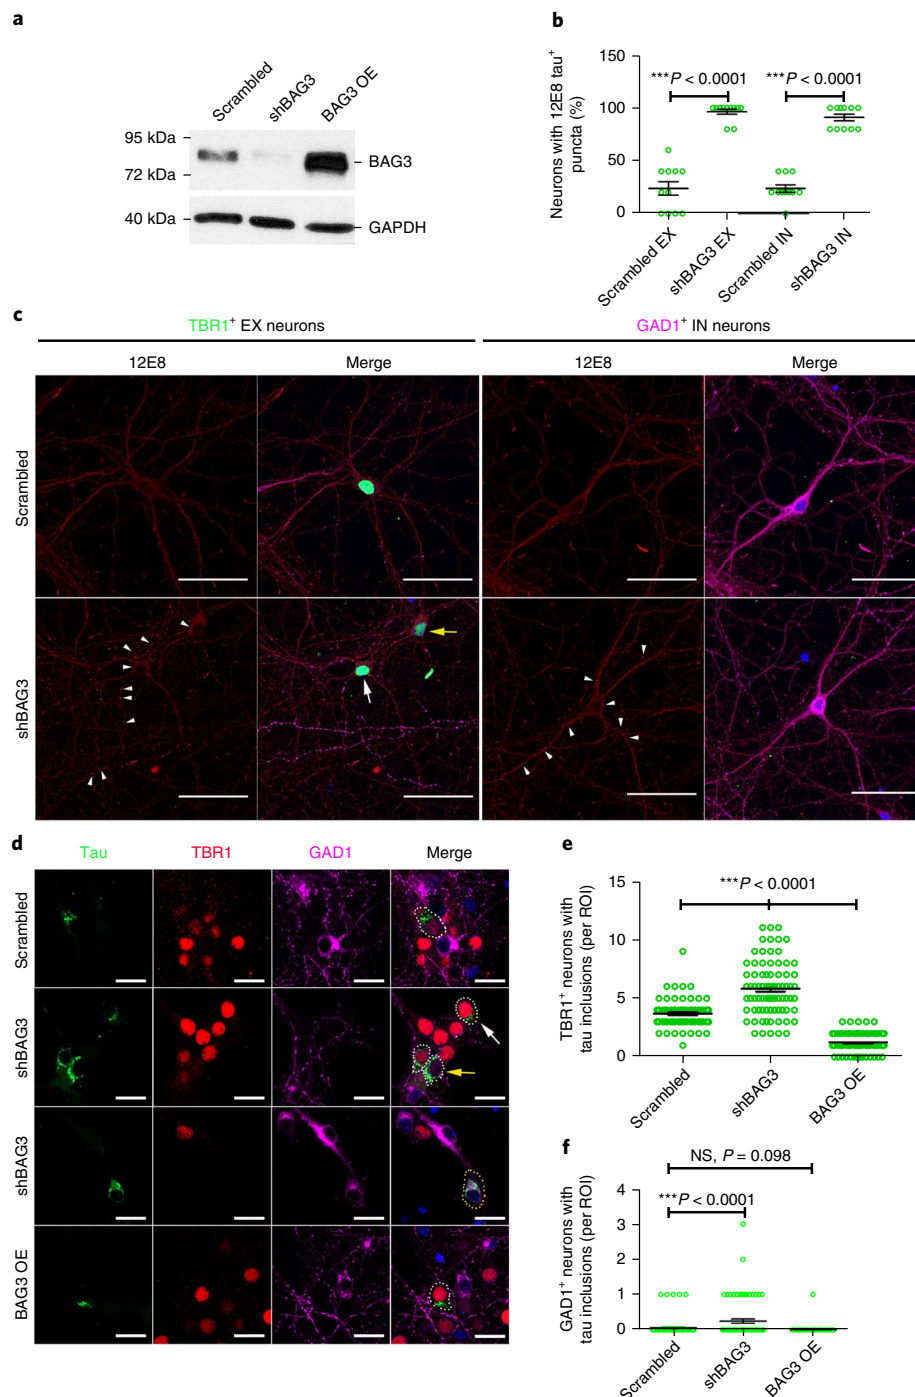 a
Scrambled
shBAG3
BAG3 OE
95 kDa
72 kDa
40 kDa
BAG3
GAPDH
b
Neurons with 12E8 tau+
puncta (%)
150
100
50
0
***P < 0.0001
***P < 0.0001
Scrambled EX
shBAG3 EX
Scrambled IN
shBAG3 IN
c
TBR1+ EX neurons
GAD1+ IN neurons
12E8
Merge
12E8
Merge
Scrambled
shBAG3
d
Tau
TBR1
GAD1
Merge
Scrambled
shBAG3
shBAG3
BAG3 OE
e
TBR1+ neurons with
tau inclusions (per ROI)
15
10
5
0
***P < 0.0001
Scrambled
shBAG3
BAG3 OE
f
GAD1+ neurons with
tau inclusions (per ROI)
4
3
2
1
0
NS, P = 0.098
***P < 0.0001
Scrambled
shBAG3
BAG3 OE